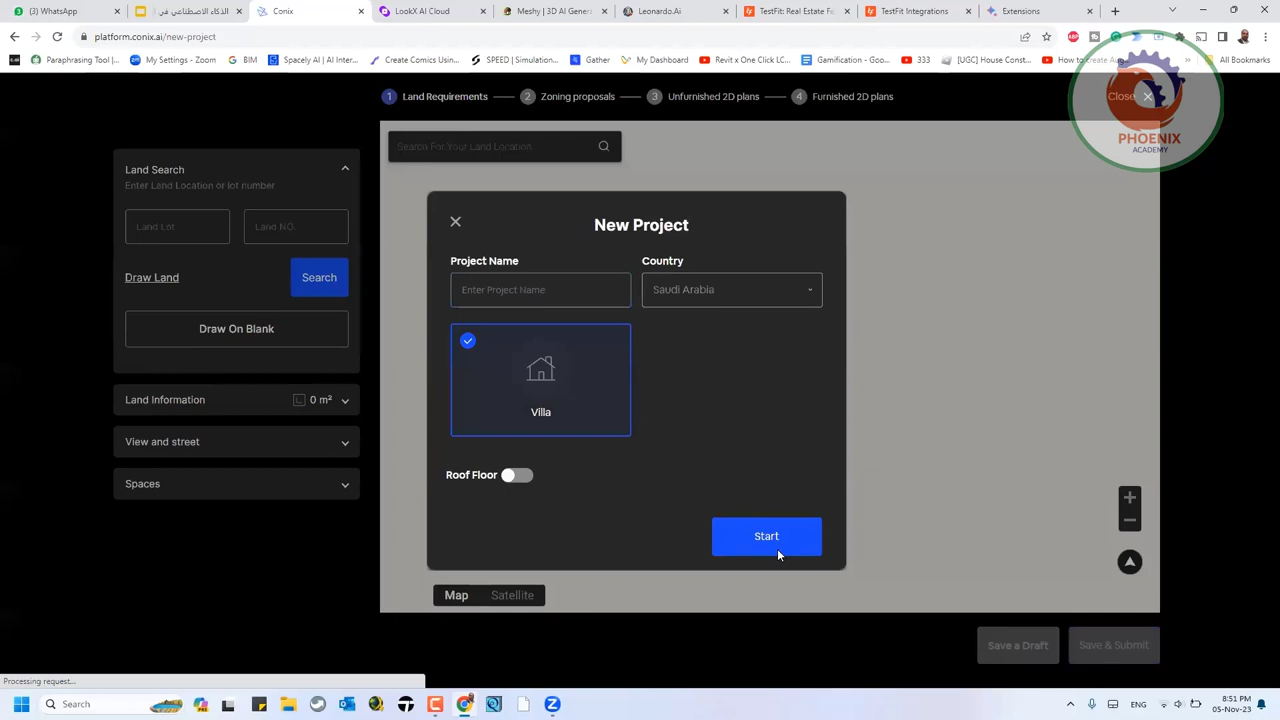 (3) WhatsApp
الذكاء الاصطناعي في
Conix
LookX AI Cloud
Meshy | 3D AI Gener
Leonardo.Ai
TestFit: Real Estate Fe
TestFit Integrations
Extensions
platform.conix.ai/new-project
Paraphrasing Tool |...
My Settings - Zoom
BIM
Spacely AI | AI Inter...
Create Comics Usin...
SPEED | Simulation...
Gather
My Dashboard
Revit x One Click LC...
Gamification - Goo...
333
[UGC] House Const...
How to create Aug...
All Bookmarks
1 Land Requirements
2 Zoning proposals
3 Unfurnished 2D plans
4 Furnished 2D plans
Close
PHOENIX
ACADEMY
Search For Your Land Location
Land Search
Enter Land Location or lot number
Land Lot
Land NO.
Draw Land
Search
Draw On Blank
Land Information
0 m²
View and street
Spaces
New Project
Project Name
Country
Enter Project Name
Saudi Arabia
Villa
Roof Floor
Start
Map
Satellite
Save a Draft
Save & Submit
Processing request...
Search
ENG
8:51 PM
05-Nov-23